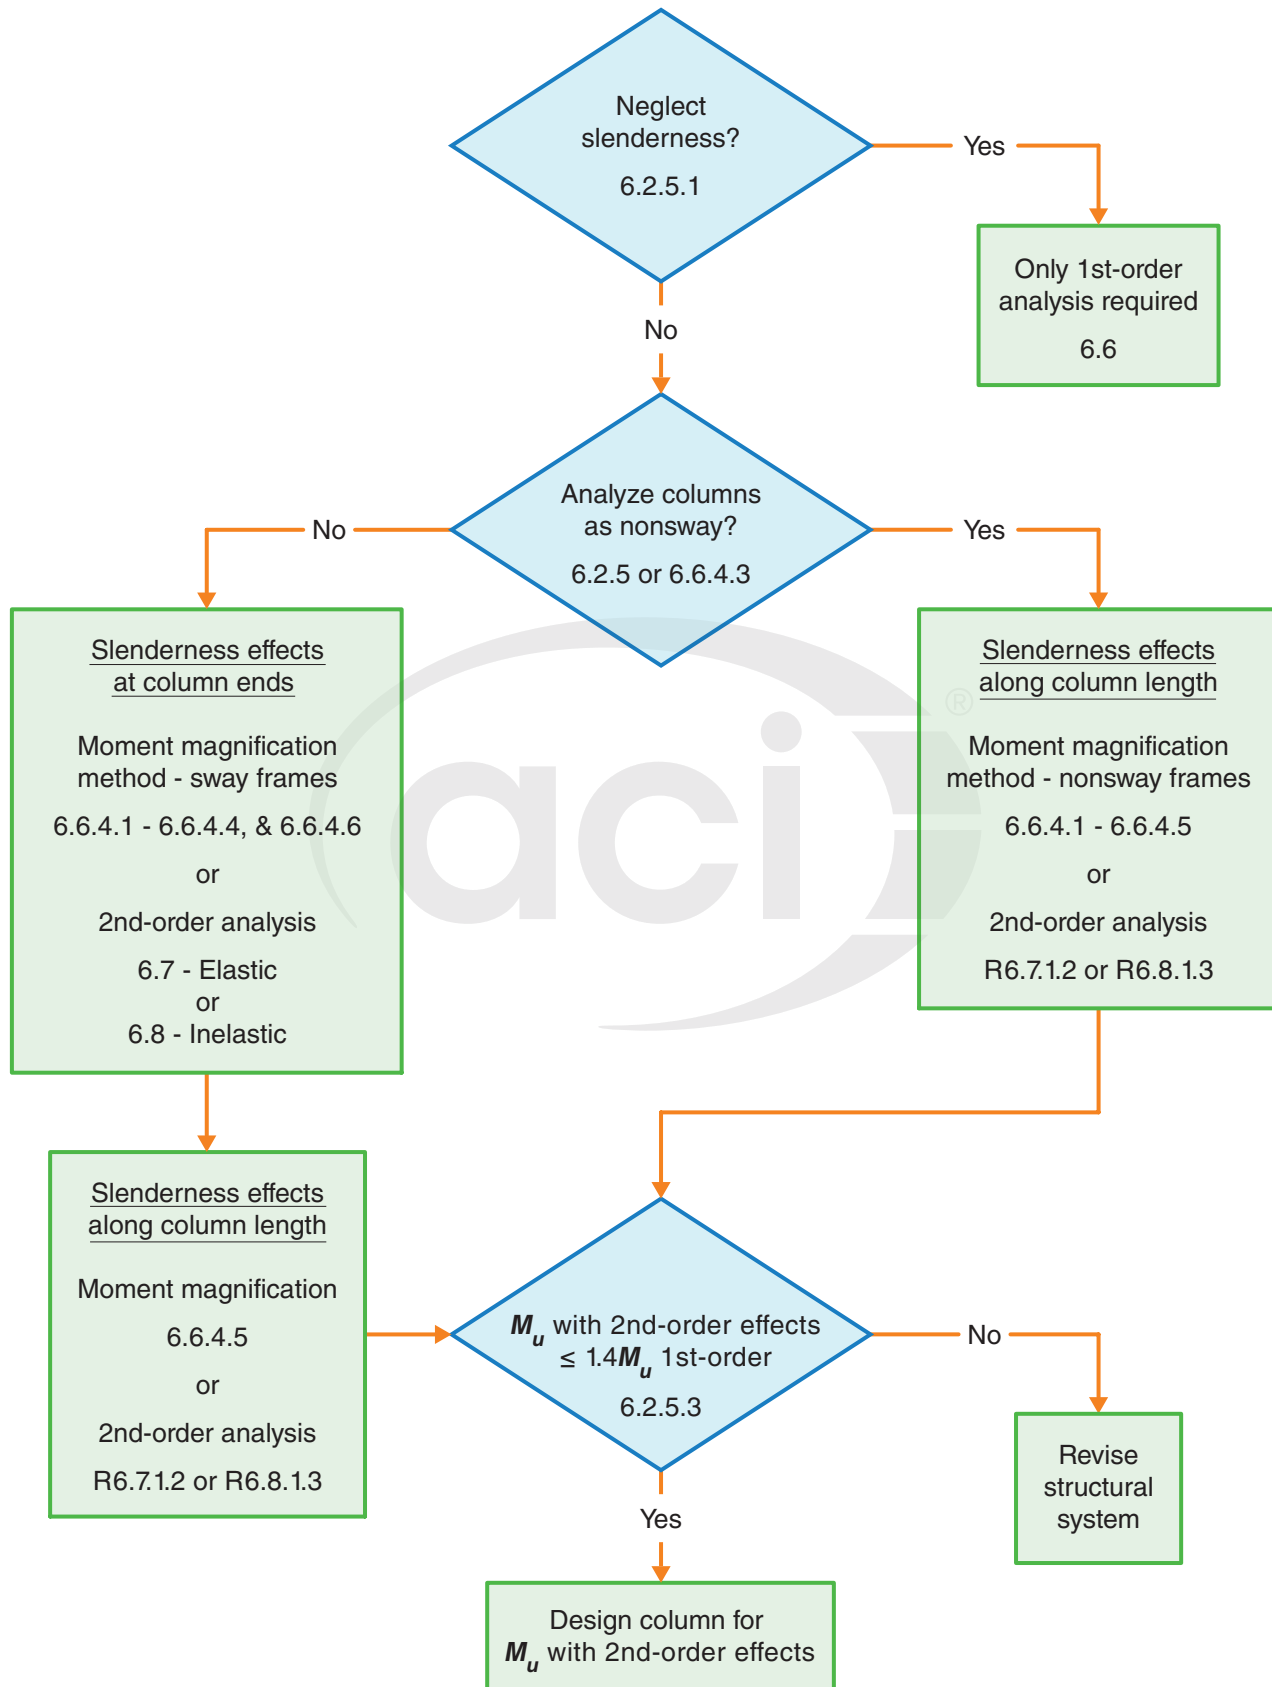 Neglect
slenderness?
6.2.5.1
Yes
Only 1st-order
analysis required
6.6
No
Analyze columns
as nonsway?
6.2.5 or 6.6.4.3
No
Yes
Slenderness effects
at column ends
Moment magnification
method - sway frames
6.6.4.1 - 6.6.4.4, & 6.6.4.6
or
2nd-order analysis
6.7 - Elastic
or
6.8 - Inelastic
Slenderness effects
along column length
Moment magnification
method - nonsway frames
6.6.4.1 - 6.6.4.5
or
2nd-order analysis
R6.7.1.2 or R6.8.1.3
aci
®
Slenderness effects
along column length
Moment magnification
6.6.4.5
or
2nd-order analysis
R6.7.1.2 or R6.8.1.3
Mu with 2nd-order effects
≤ 1.4Mu 1st-order
6.2.5.3
No
Revise
structural
system
Yes
Design column for
Mu with 2nd-order effects